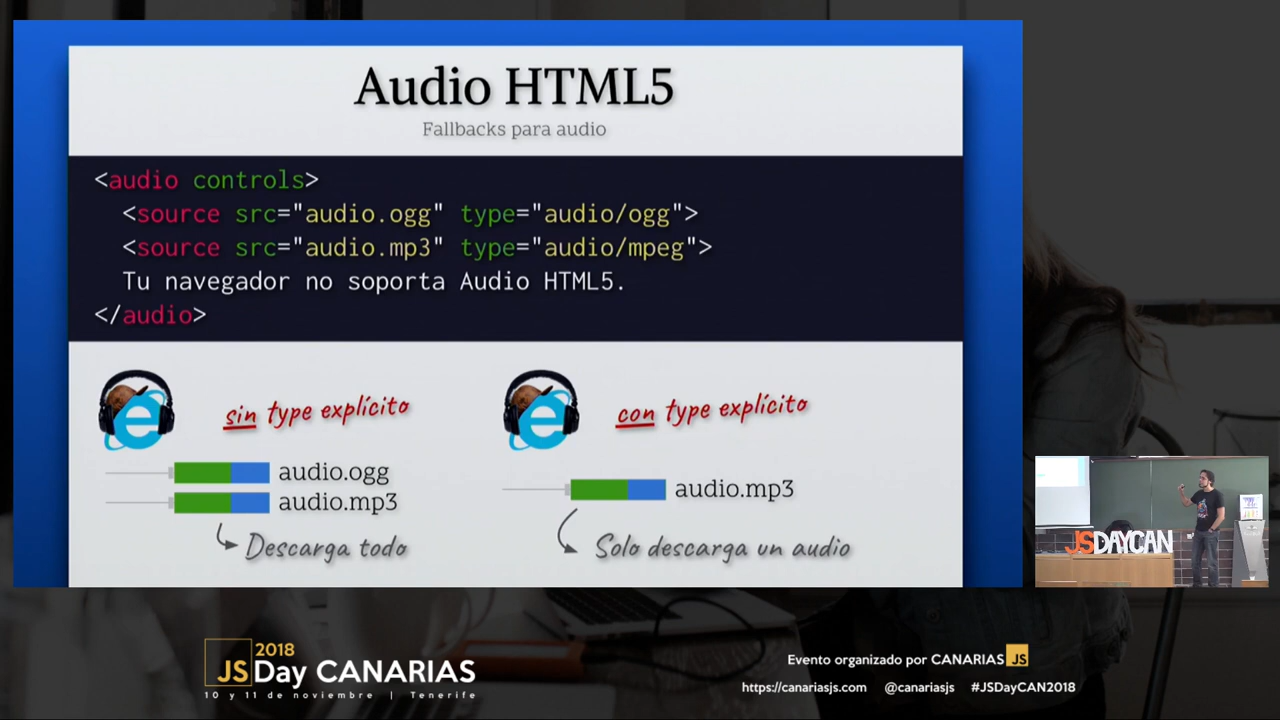 Audio HTML5
Fallbacks para audio
<audio controls>
<source src="audio.ogg" type="audio/ogg">
<source src="audio.mp3" type="audio/mpeg">
Tu navegador no soporta Audio HTML5.
</audio>
sin type explícito
audio.ogg
audio.mp3
Descarga todo
con type explícito
audio.mp3
Solo descarga un audio
JSDAYCAN
2018
JSDay CANARIAS
10 y 11 de noviembre | Tenerife
Evento organizado por CANARIAS JS
https://canariasjs.com @canariasjs #JSDayCAN2018